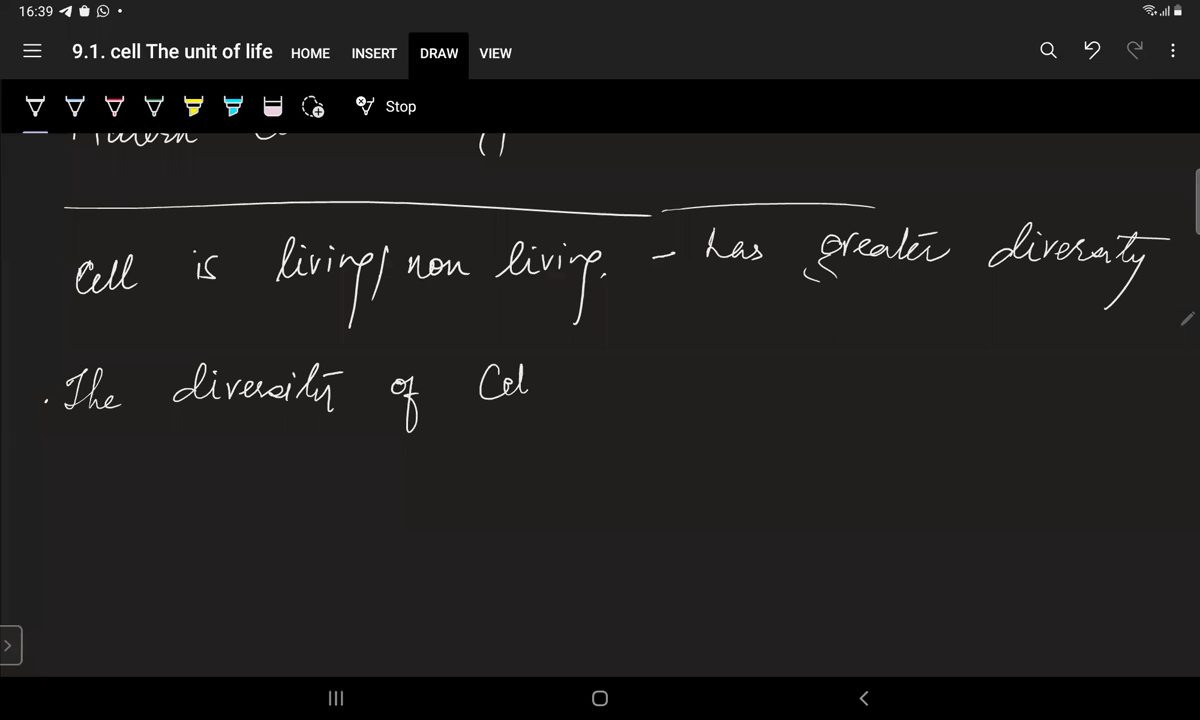 16:39
9.1. cell The unit of life HOME INSERT DRAW VIEW
Stop
Cell is living/non living. - has greater diversity
. The diversity of Cel